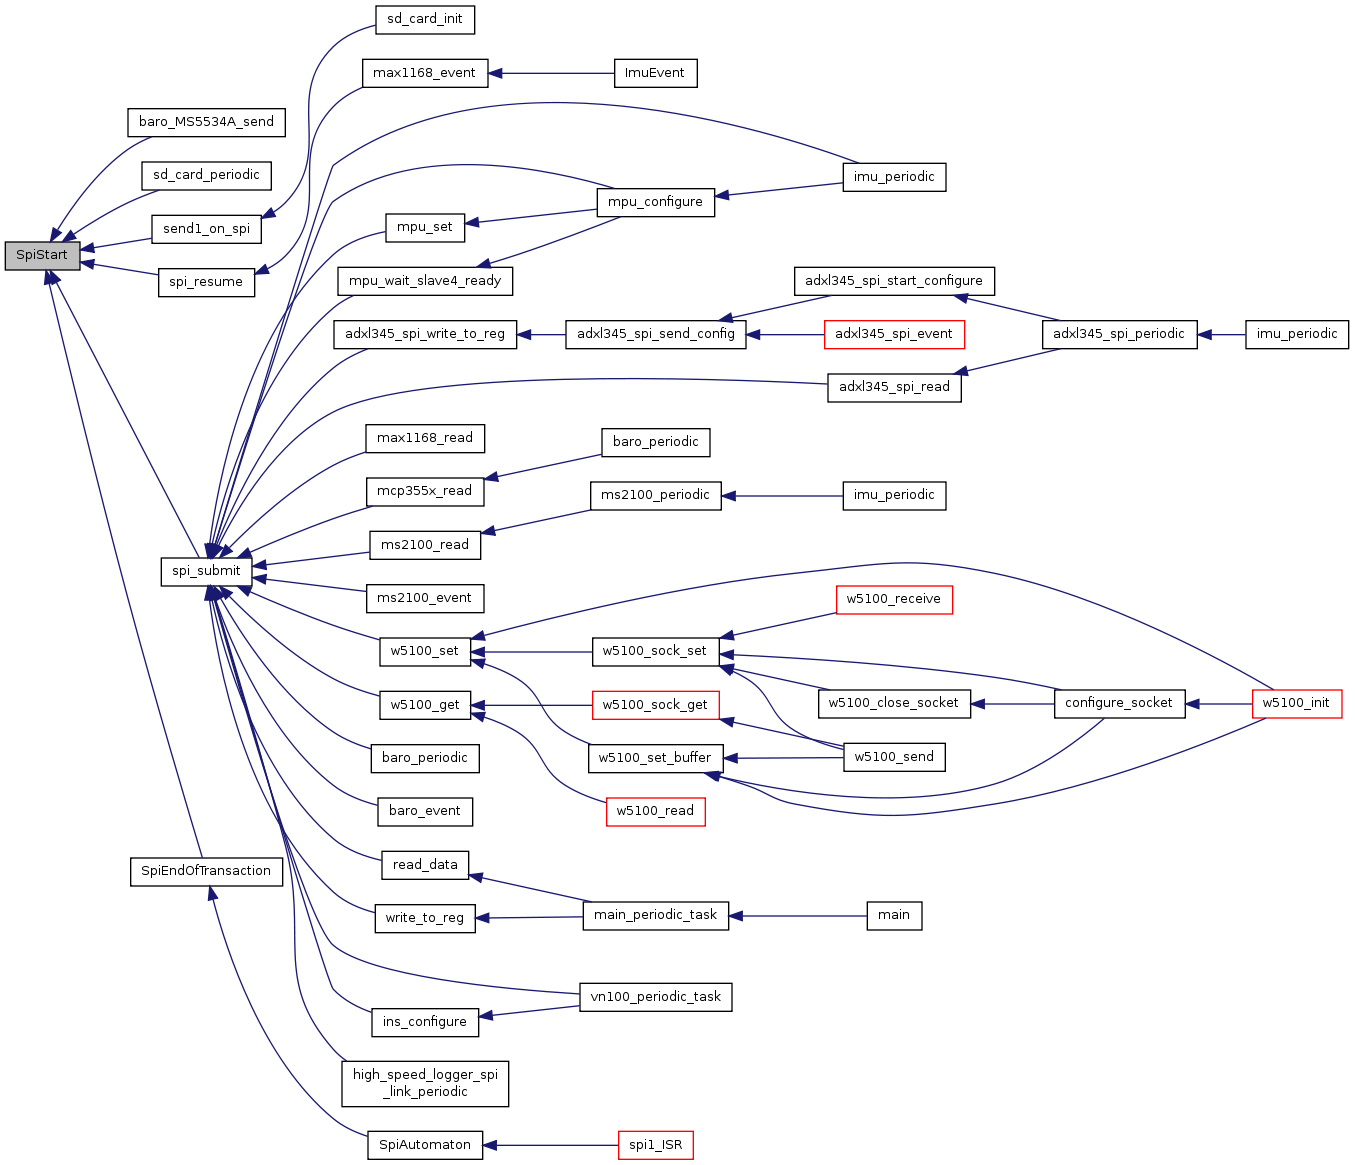 sd_card_init
max1168_event
ImuEvent
baro_MS5534A_send
sd_card_periodic
imu_periodic
mpu_configure
send1_on_spi
mpu_set
SpiStart
spi_resume
mpu_wait_slave4_ready
adxl345_spi_start_configure
adxl345_spi_write_to_reg
adxl345_spi_send_config
adxl345_spi_event
adxl345_spi_periodic
imu_periodic
adxl345_spi_read
max1168_read
baro_periodic
mcp355x_read
ms2100_periodic
imu_periodic
ms2100_read
spi_submit
ms2100_event
w5100_receive
w5100_set
w5100_sock_set
w5100_get
w5100_sock_get
w5100_close_socket
configure_socket
w5100_init
baro_periodic
w5100_set_buffer
w5100_send
baro_event
w5100_read
read_data
SpiEndOfTransaction
write_to_reg
main_periodic_task
main
vn100_periodic_task
ins_configure
high_speed_logger_spi
_link_periodic
SpiAutomaton
spi1_ISR